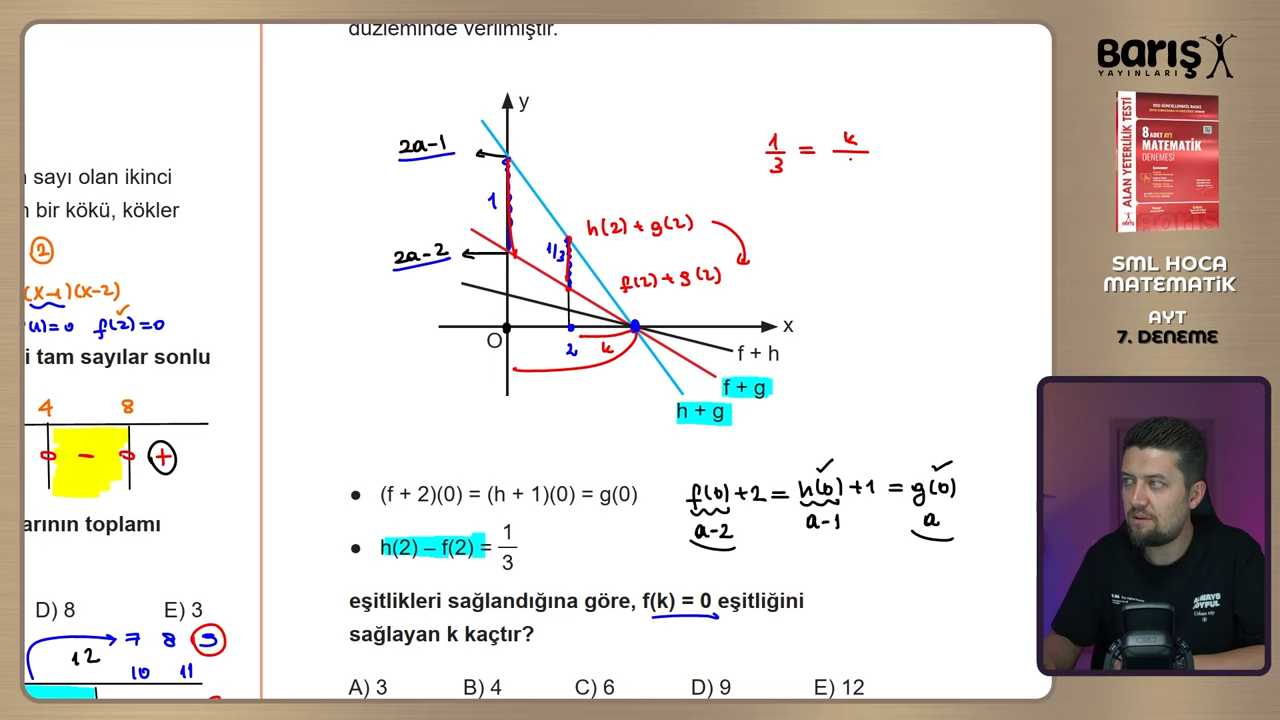 düzleminde verilmiştir.
sayı olan ikinci
bir kökü, kökler
2
(x-1)(x-2)
f(2)=0
i tam sayılar sonlu
4 8
- +
arının toplamı
D) 8 E) 3
7 8 9
12
10 11
y
2a-1
1
2a-2
1/3
h(2)+g(2)
f(2)+g(2)
1/3 = k
O
2
k
x
f + h
f + g
h + g
● (f + 2)(0) = (h + 1)(0) = g(0)
f(0)+2 = h(0)+1 = g(0)
a-2 a-1 a
● h(2) – f(2) = 1/3
eşitlikleri sağlandığına göre, f(k) = 0 eşitliğini
sağlayan k kaçtır?
A) 3 B) 4 C) 6 D) 9 E) 12
BARIŞ
YAYINLARI
ALAN YETERLİLİK TESTİ
8 ADET AYT
MATEMATİK
DENEMESİ
BARIŞ
SML HOCA
MATEMATİK
AYT
7. DENEME
ALWAYS
JOYFUL